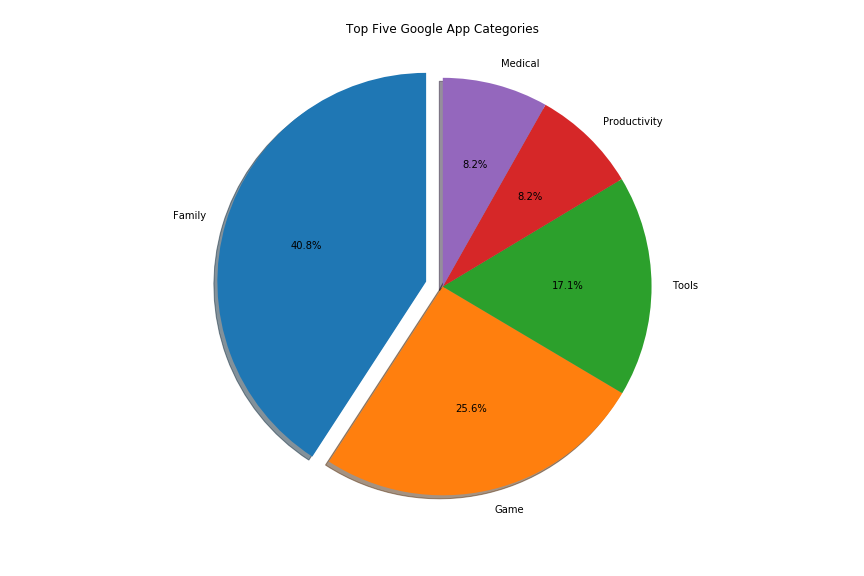 Top Five Google App Categories
Medical
Productivity
8.2%
8.2%
Family
40.8%
17.1%
Tools
25.6%
Game